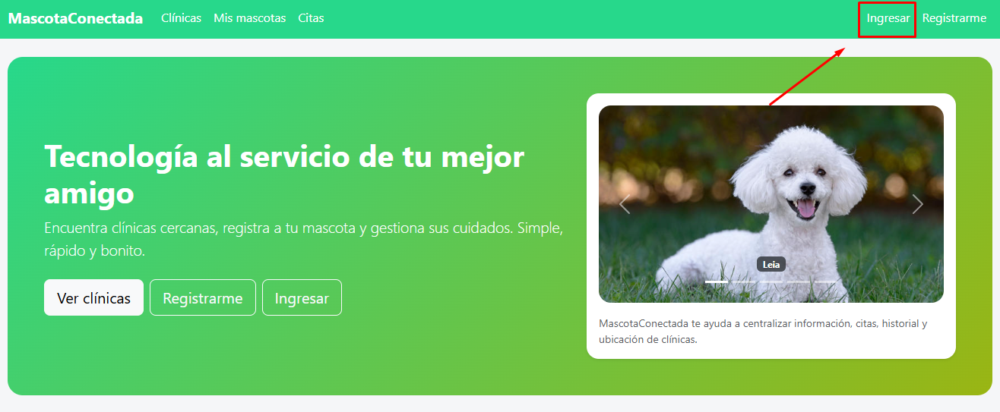 MascotaConectada Clínicas Mis mascotas Citas Ingresar Registrarme
Tecnología al servicio de tu mejor
amigo
Encuentra clínicas cercanas, registra a tu mascota y gestiona sus cuidados. Simple,
rápido y bonito.
Ver clínicas Registrarme Ingresar
Leia
MascotaConectada te ayuda a centralizar información, citas, historial y
ubicación de clínicas.